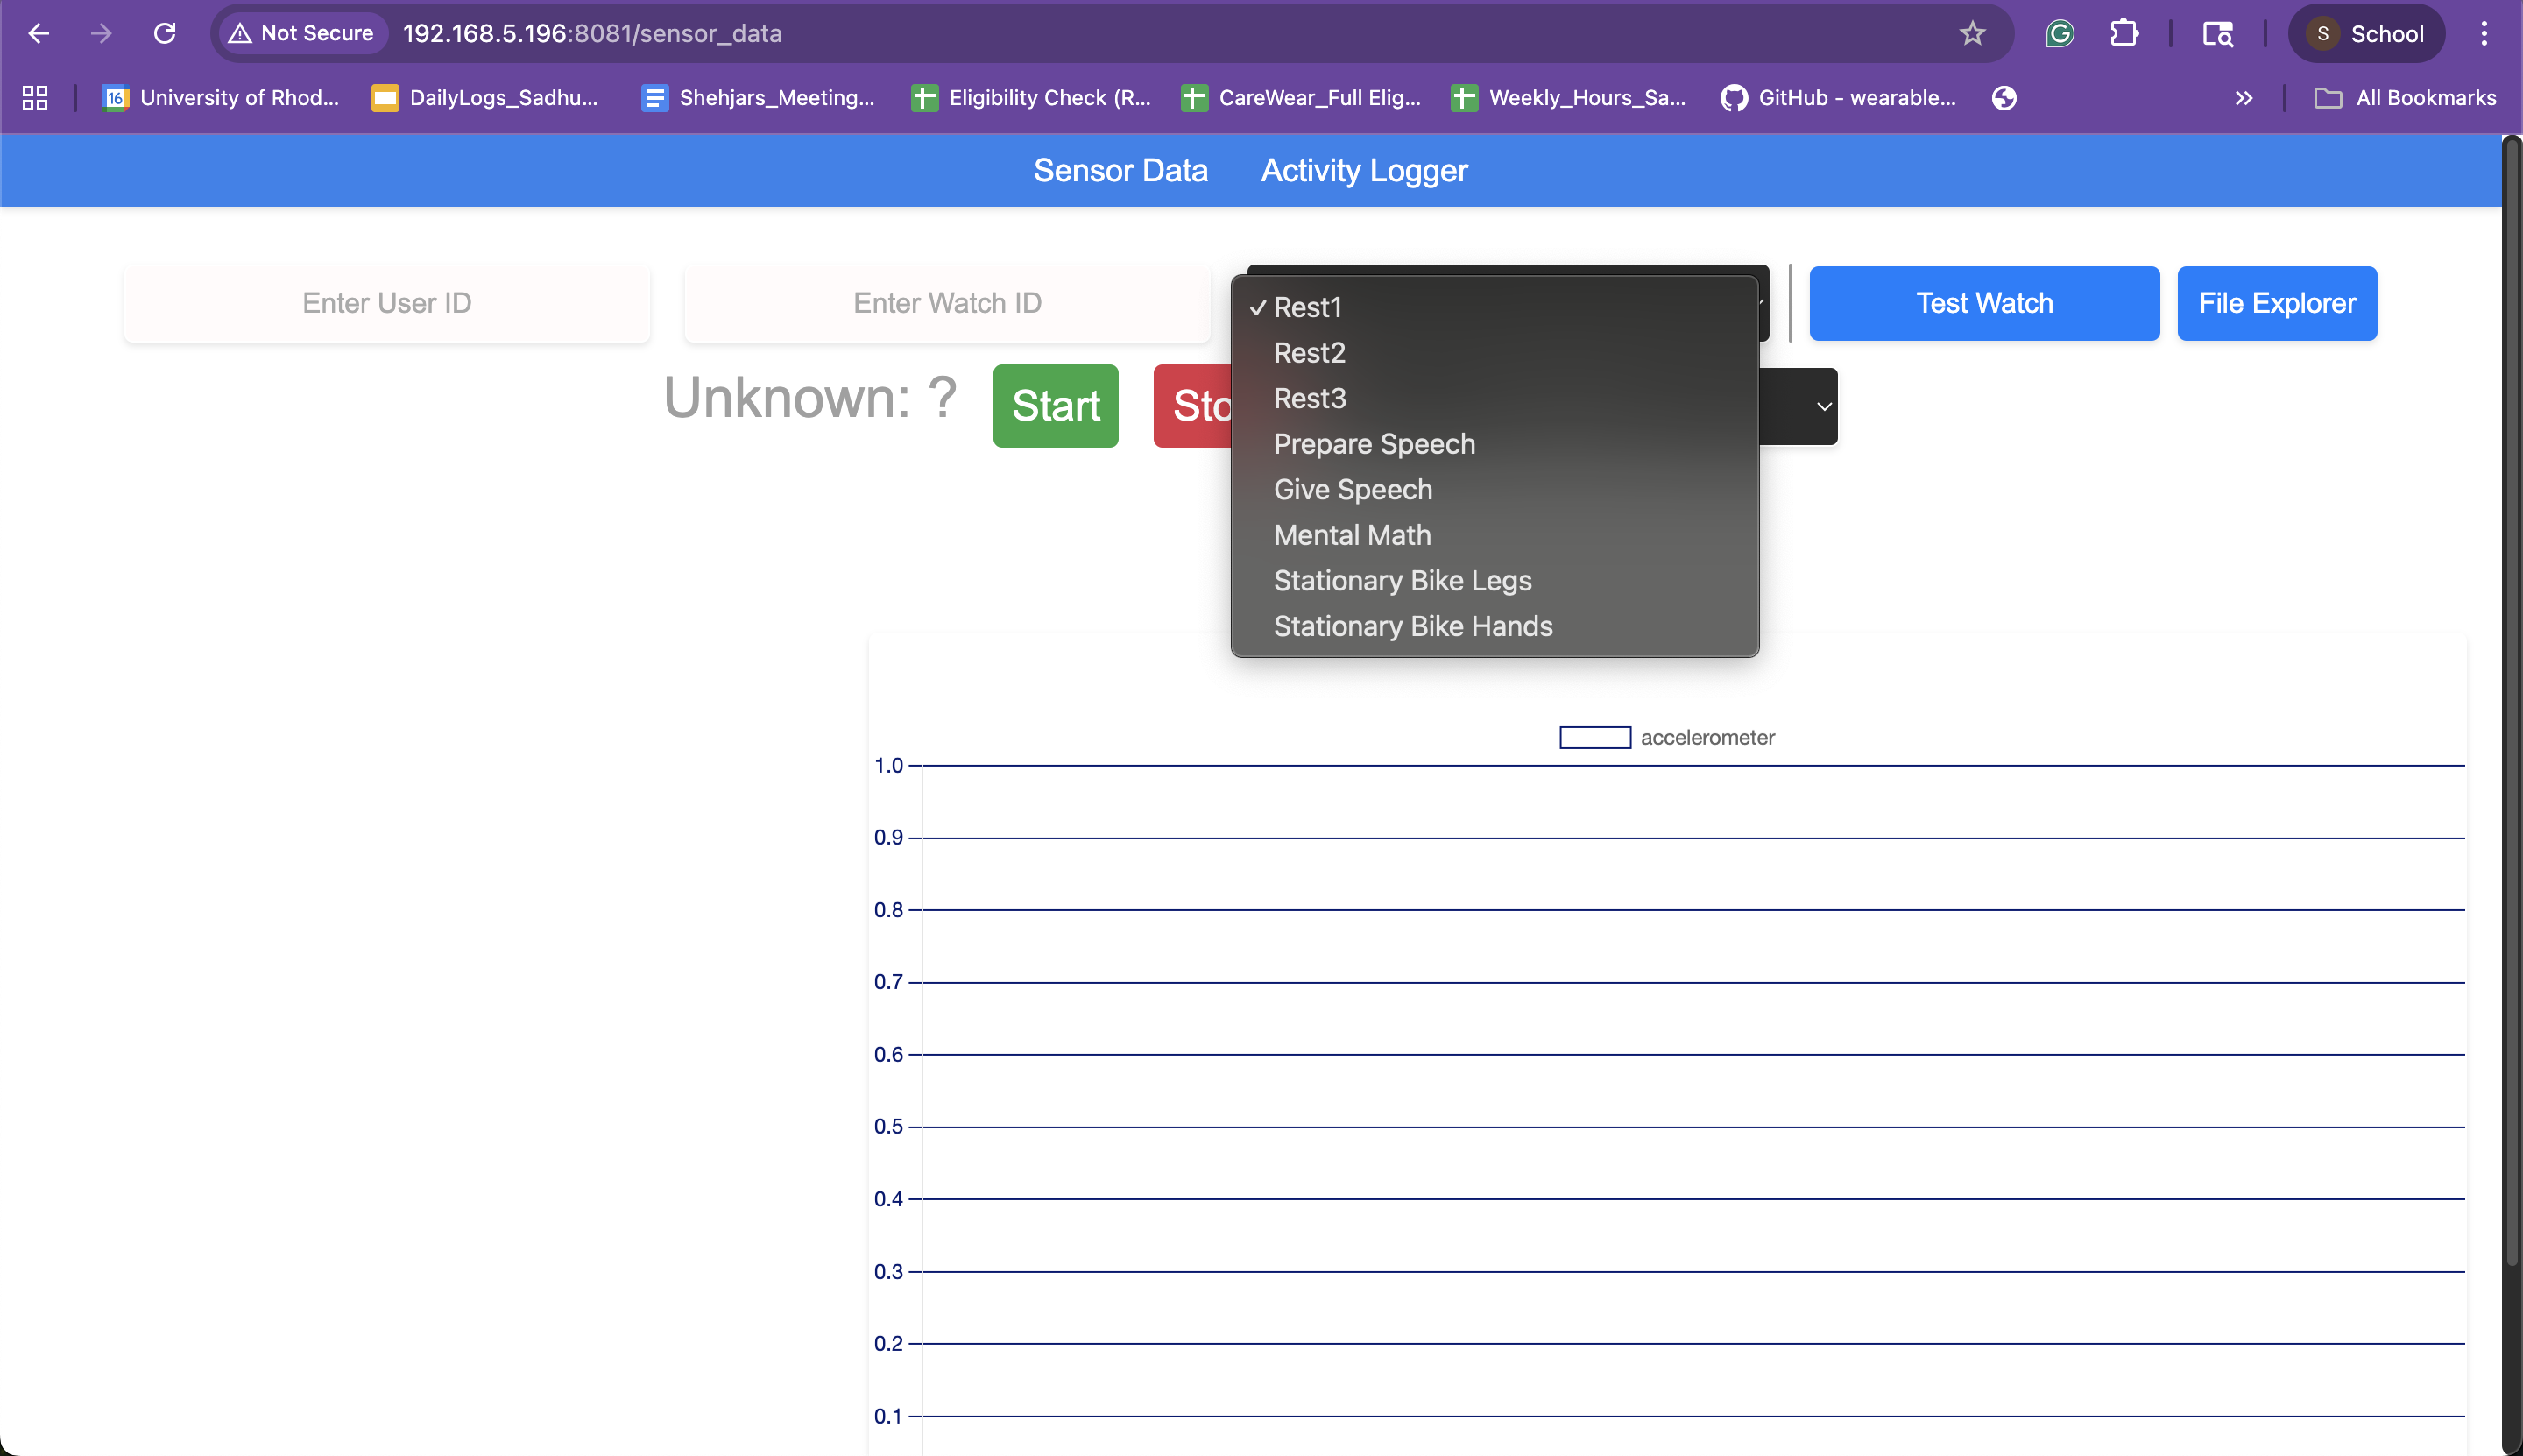 Not Secure 192.168.5.196:8081/sensor_data S School
16 University of Rhod... DailyLogs_Sadhu... Shehjars_Meeting... Eligibility Check (R... CareWear_Full Elig... Weekly_Hours_Sa... GitHub - wearable... All Bookmarks
Sensor Data Activity Logger
Enter User ID Enter Watch ID Test Watch File Explorer
Unknown: ? Start Sto
✓ Rest1
Rest2
Rest3
Prepare Speech
Give Speech
Mental Math
Stationary Bike Legs
Stationary Bike Hands
accelerometer
1.0
0.9
0.8
0.7
0.6
0.5
0.4
0.3
0.2
0.1